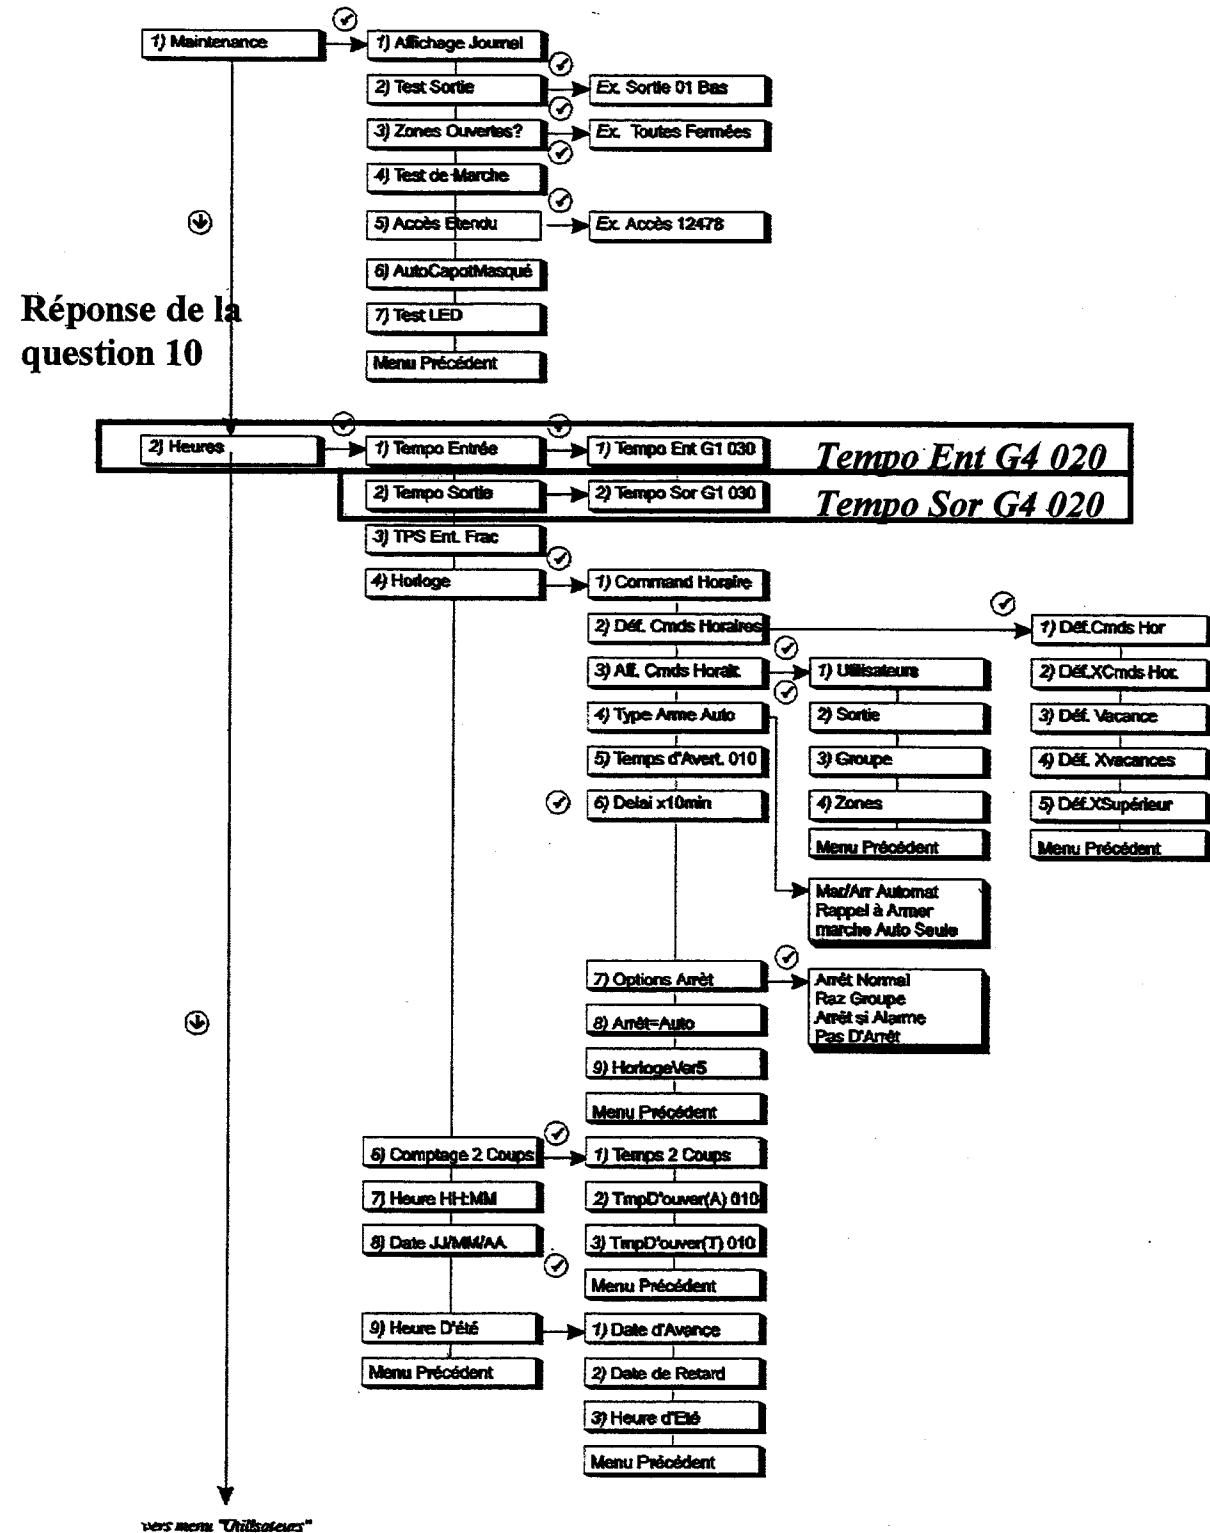 1) Maintenance
1) Affichage Journal
2) Test Sortie
Ex. Sortie 01 Bas
3) Zones Ouvertes?
Ex. Toutes Fermées
4) Test de Marche
5) Accès Etendu
Ex. Accès 12478
6) AutoCapotMasqué
7) Test LED
Menu Précédent
Réponse de la
question 10
2) Heures
1) Tempo Entrée
1) Tempo Ent G1 030
Tempo Ent G4 020
2) Tempo Sortie
2) Tempo Sor G1 030
Tempo Sor G4 020
3) TPS Ent. Frac
4) Horloge
1) Command Horaire
2) Déf. Cmds Horaires
1) Déf.Cmds Hor
2) Déf.XCmds Hor.
3) Déf. Vacance
4) Déf. Xvacances
5) Déf.XSupérieur
Menu Précédent
3) Aff. Cmds Horair.
1) Utilisateurs
2) Sortie
3) Groupe
4) Zones
Menu Précédent
4) Type Arme Auto
Mar/Arr Automat
Rappel à Armer
marche Auto Seule
5) Temps d'Avert. 010
6) Delai x10min
7) Options Arrèt
Arrêt Normal
Raz Groupe
Arrêt si Alarme
Pas D'Arrêt
8) Arrêt=Auto
9) HorlogeVer5
Menu Précédent
6) Comptage 2 Coups
1) Temps 2 Coups
2) TmpD'ouver(A) 010
3) TmpD'ouver(T) 010
Menu Précédent
7) Heure HH:MM
8) Date JJ/MM/AA
9) Heure D'été
1) Date d'Avance
2) Date de Retard
3) Heure d'Eté
Menu Précédent
Menu Précédent
vers menu "Utilisateurs"